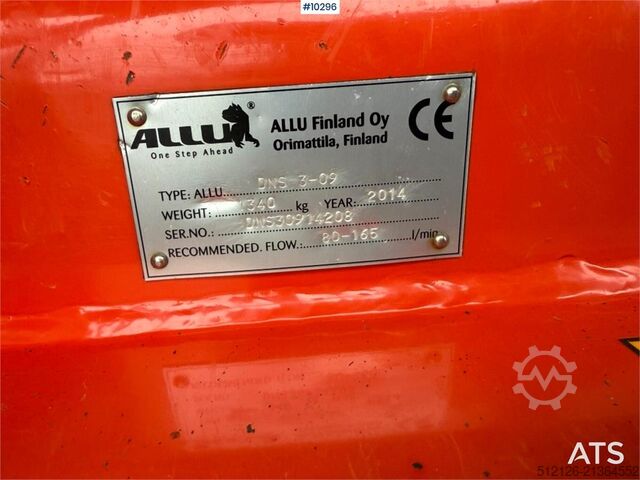 #10296
ALLU®
One Step Ahead
ALLU Finland Oy
Orimattila, Finland
CE
TYPE: ALLU DNS 3-09
WEIGHT: 1340 kg YEAR: 2014
SER.NO.: DNS30914208
RECOMMENDED. FLOW: 80-165 l/min
ATS
512126-21364552